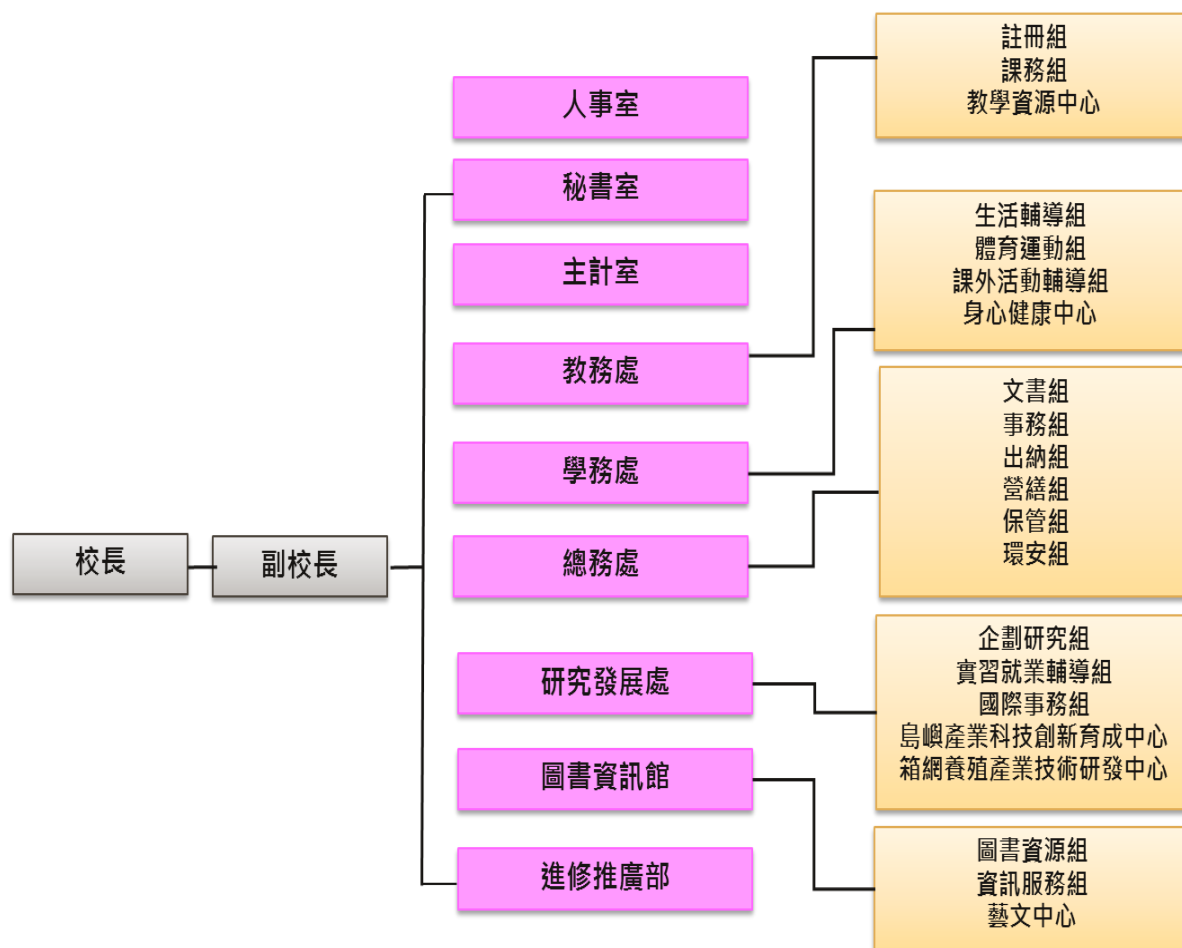 校長
副校長
人事室
秘書室
主計室
教務處
學務處
總務處
研究發展處
圖書資訊館
進修推廣部
註冊組
課務組
教學資源中心
生活輔導組
體育運動組
課外活動輔導組
身心健康中心
文書組
事務組
出納組
營繕組
保管組
環安組
企劃研究組
實習就業輔導組
國際事務組
島嶼產業科技創新育成中心
箱網養殖產業技術研發中心
圖書資源組
資訊服務組
藝文中心